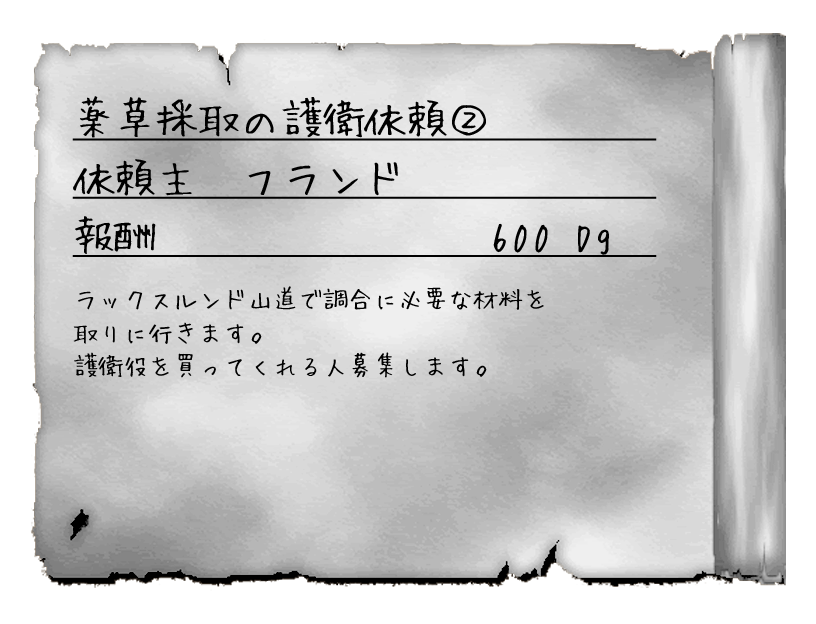 薬草採取の護衛依頼②
依頼主　フランド
報酬　600 Dg
ラックスルンド山道で調合に必要な材料を
取りに行きます。
護衛役を買ってくれる人募集します。